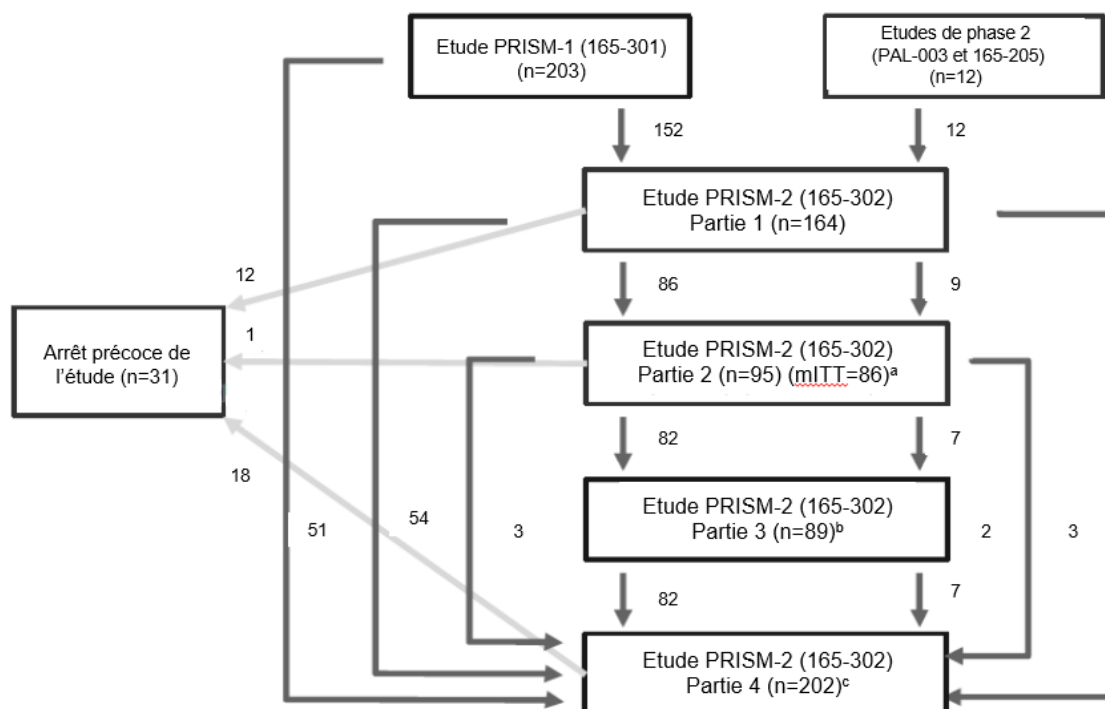 Etude PRISM-1 (165-301)
(n=203)
Etudes de phase 2
(PAL-003 et 165-205)
(n=12)
152
12
Etude PRISM-2 (165-302)
Partie 1 (n=164)
12
86
9
Arrêt précoce de
l'étude (n=31)
1
Etude PRISM-2 (165-302)
Partie 2 (n=95) (mITT=86)ᵃ
82
7
18
51
54
3
Etude PRISM-2 (165-302)
Partie 3 (n=89)ᵇ
2
3
82
7
Etude PRISM-2 (165-302)
Partie 4 (n=202)ᶜ